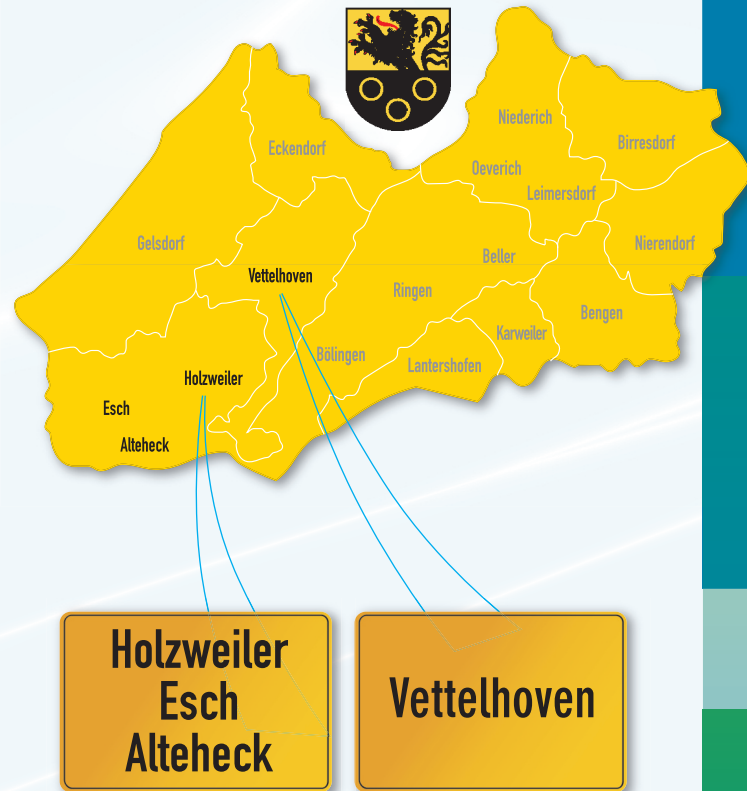 Niederich
Birresdorf
Eckendorf
Oeverich
Leimersdorf
Gelsdorf
Nierendorf
Beller
Vettelhoven
Ringen
Bengen
Karweiler
Bölingen
Lantershofen
Holzweiler
Esch
Alteheck
Holzweiler
Esch
Alteheck
Vettelhoven